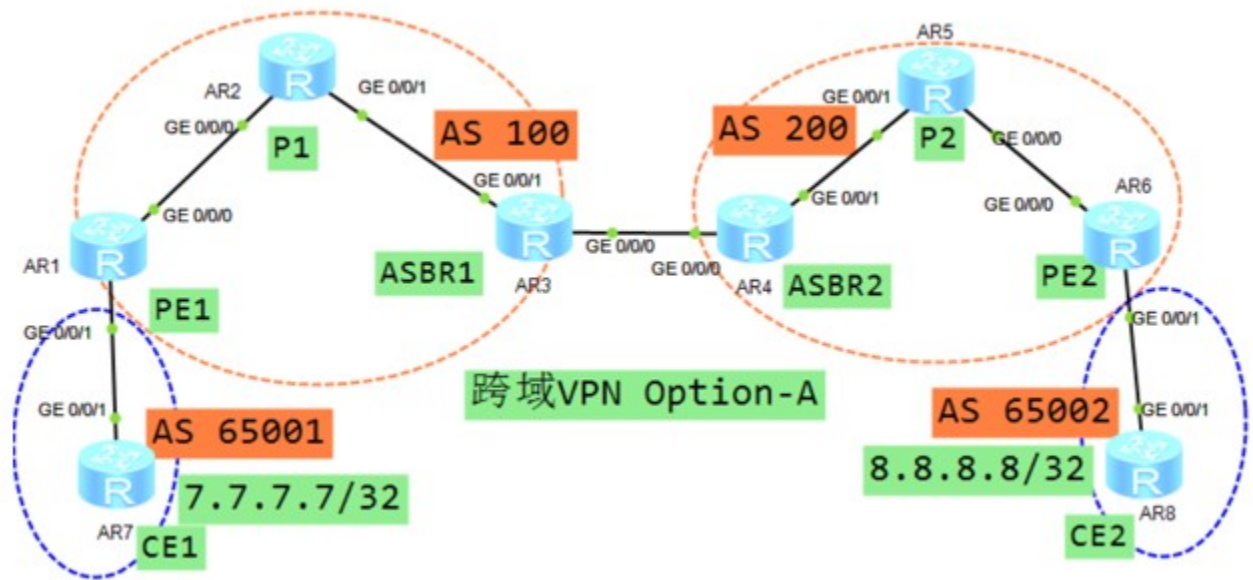 AR5
AR2
GE 0/0/1
GE 0/0/1
GE 0/0/0
P1
AS 100
AS 200
P2
GE 0/0/0
GE 0/0/1
GE 0/0/1
AR6
GE 0/0/0
GE 0/0/0
AR1
ASBR1
AR3
GE 0/0/0
GE 0/0/0
AR4
ASBR2
PE2
PE1
GE 0/0/1
GE 0/0/1
跨域VPN Option-A
GE 0/0/1
AS 65001
AS 65002
GE 0/0/1
7.7.7.7/32
8.8.8.8/32
AR7
CE1
AR8
CE2
R
R
R
R
R
R
R
R